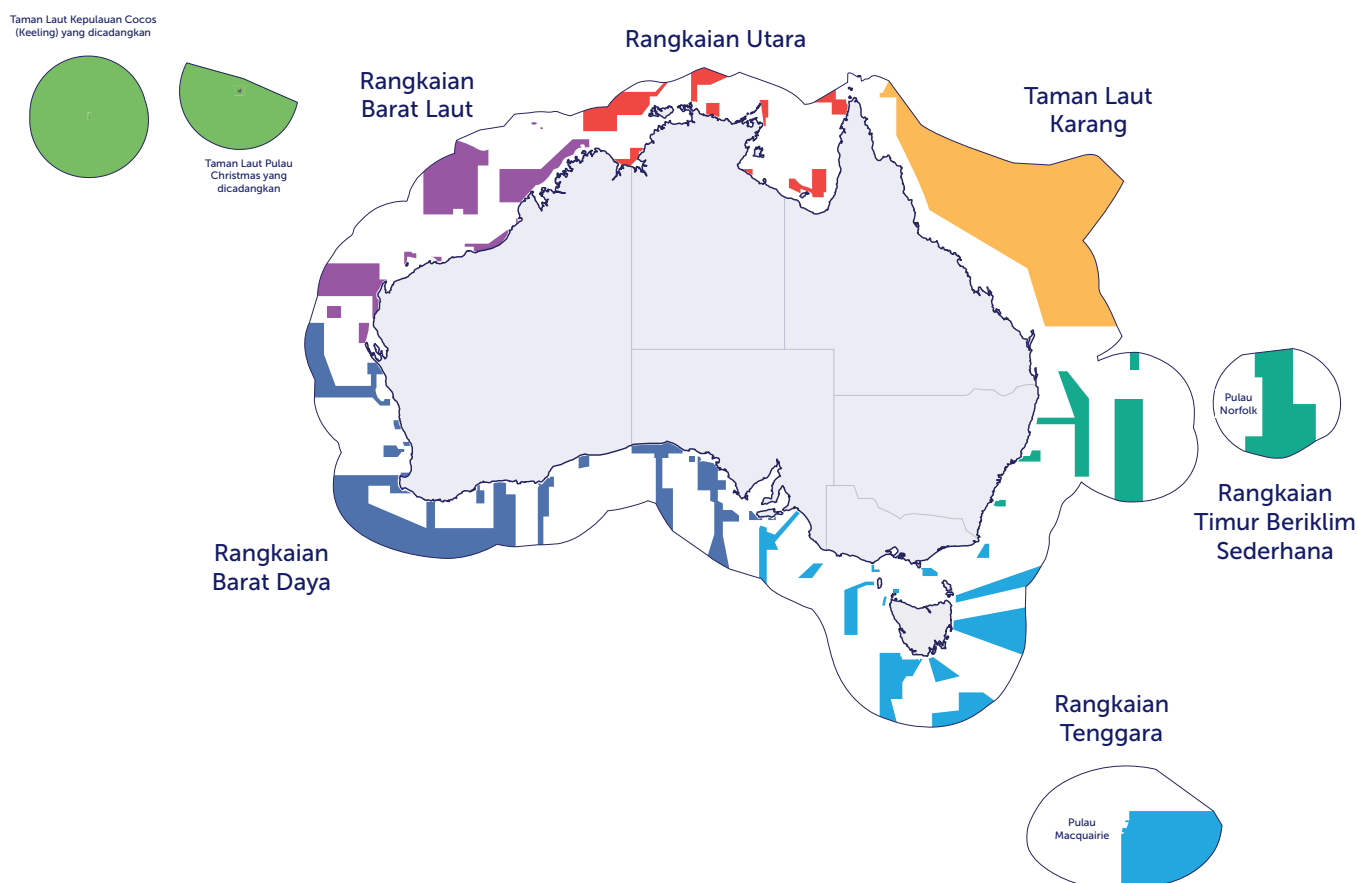 Taman Laut Kepulauan Cocos
(Keeling) yang dicadangkan
Taman Laut Pulau
Christmas yang
dicadangkan
Rangkaian
Barat Laut
Rangkaian Utara
Taman Laut
Karang
Pulau
Norfolk
Rangkaian
Timur Beriklim
Sederhana
Rangkaian
Barat Daya
Rangkaian
Tenggara
Pulau
Macquairie